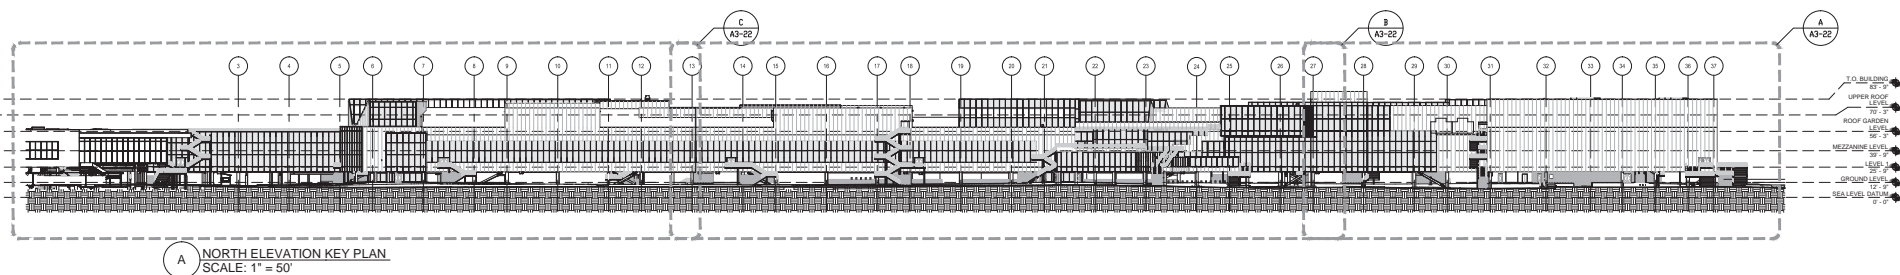 C
A3-22
B
A3-22
A
A3-22
3 4 5 6 7 8 9 10 11 12 13 14 15 16 17 18 19 20 21 22 23 24 25 26 27 28 29 30 31 32 33 34 35 36 37
T.O. BUILDING
83' - 9"
UPPER ROOF
LEVEL
70' - 3"
ROOF GARDEN
LEVEL
56' - 3"
MEZZANINE LEVEL
39' - 9"
LEVEL 1
25' - 9"
GROUND LEVEL
12' - 9"
SEA LEVEL DATUM
0' - 0"
A
NORTH ELEVATION KEY PLAN
SCALE: 1" = 50'